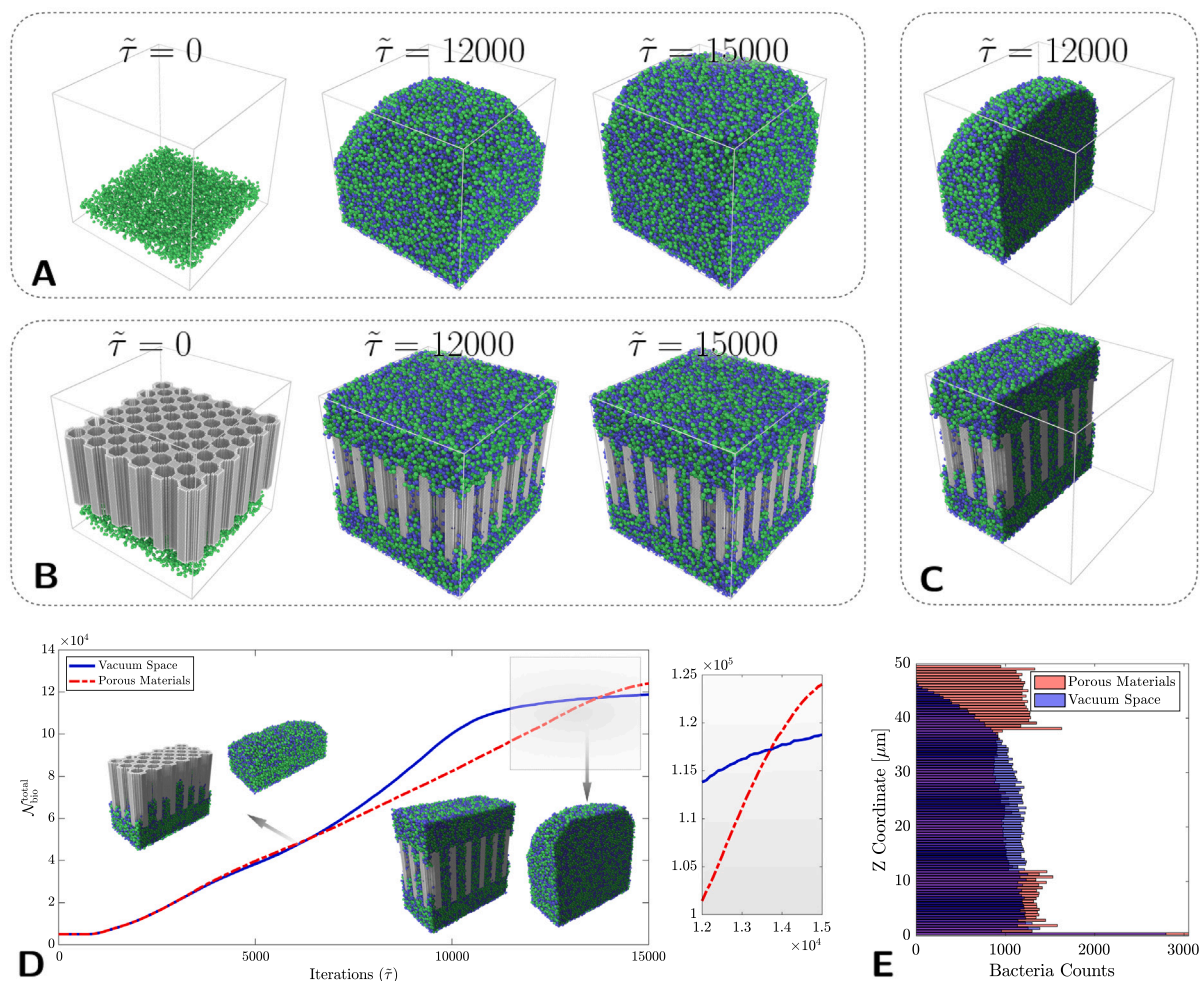 τ̃ = 0
τ̃ = 12000
τ̃ = 15000
A
τ̃ = 12000
τ̃ = 0
τ̃ = 12000
τ̃ = 15000
B
C
×10⁴
14
12
10
8
6
4
2
0
𝒩bio^total
Vacuum Space
Porous Materials
0
5000
10000
15000
Iterations (τ̃)
D
×10⁵
1.25
1.2
1.15
1.1
1.05
1
1.2
1.3
1.4
1.5
×10⁴
50
40
30
20
10
0
Z Coordinate [μm]
Porous Materials
Vacuum Space
0
1000
2000
3000
Bacteria Counts
E